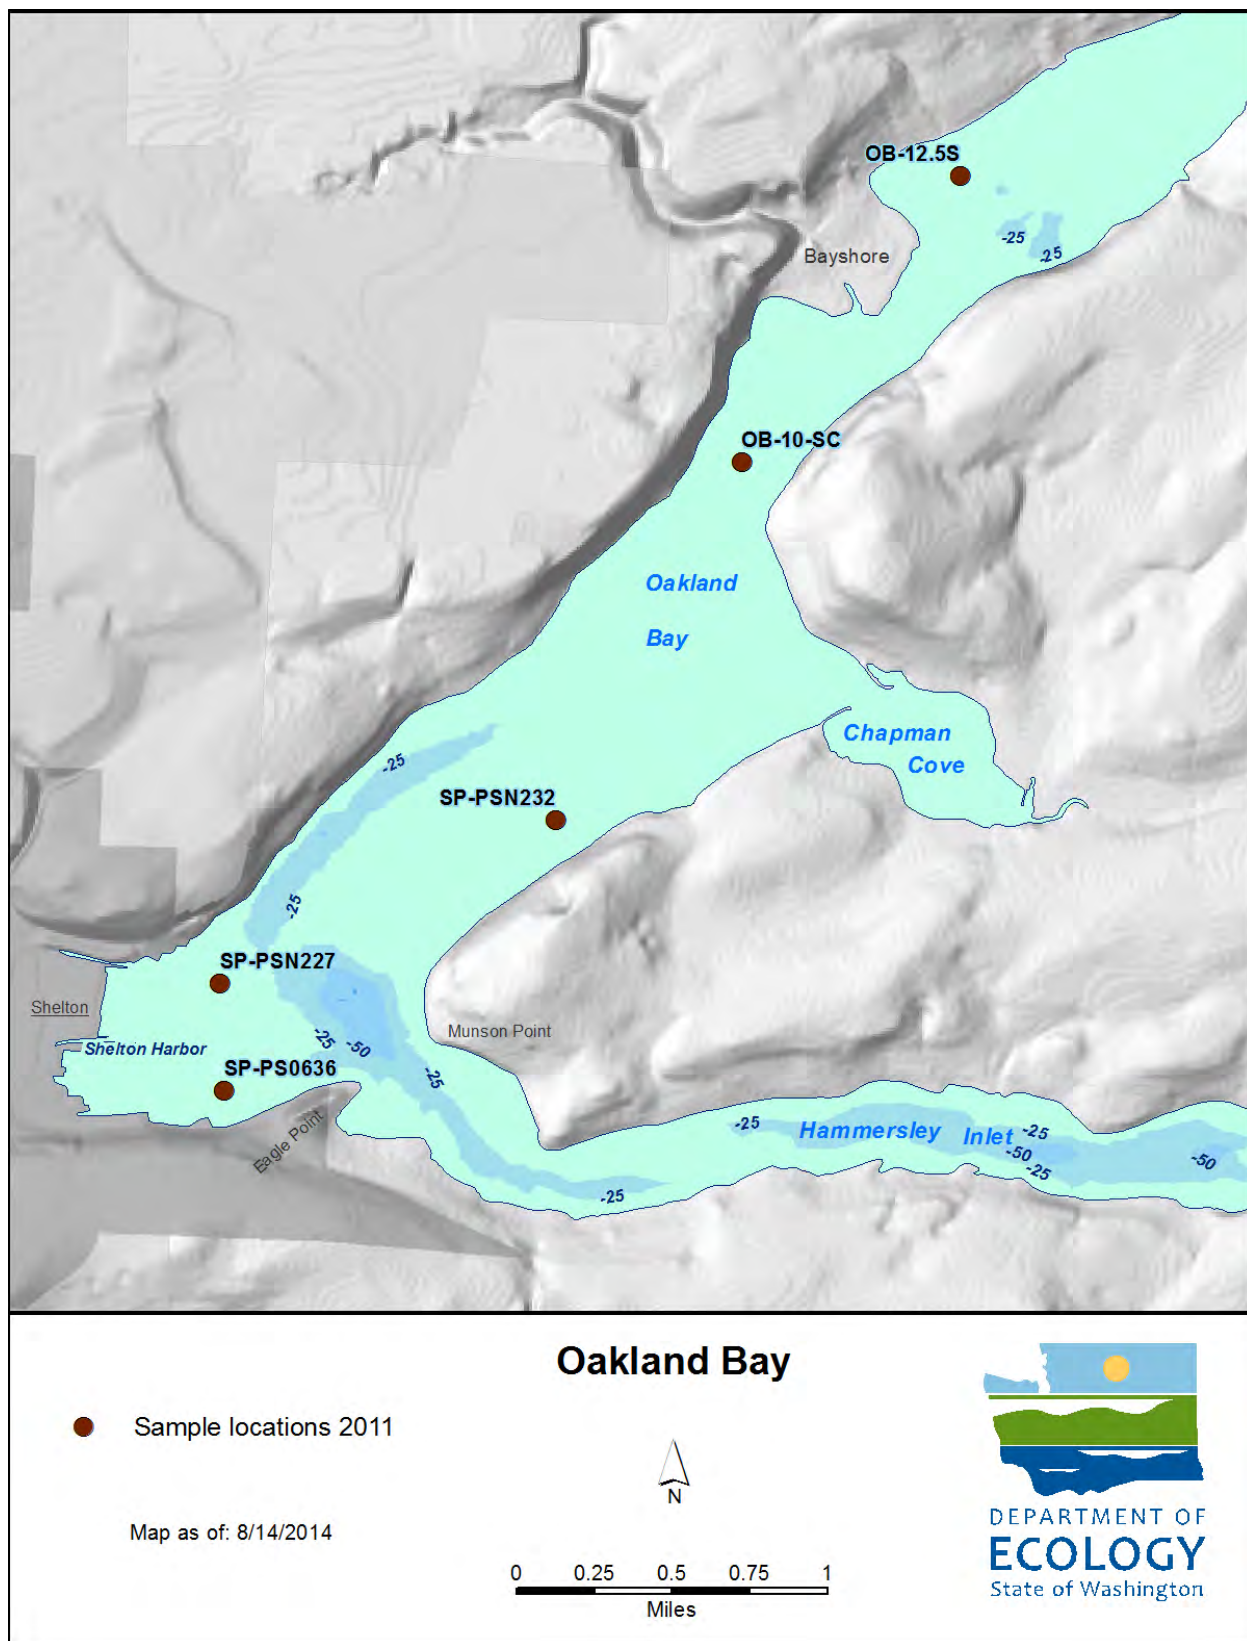 OB-12.5S
-25
-25
Bayshore
OB-10-SC
Oakland
Bay
Chapman
Cove
-25
SP-PSN232
-25
SP-PSN227
Shelton
Munson Point
-25
-50
Shelton Harbor
SP-PS0636
-25
Eagle Point
-25
Hammersley Inlet
-25
-50
-25
-50
-25
Oakland Bay
Sample locations 2011
N
Map as of: 8/14/2014
0 0.25 0.5 0.75 1
Miles
DEPARTMENT OF
ECOLOGY
State of Washington